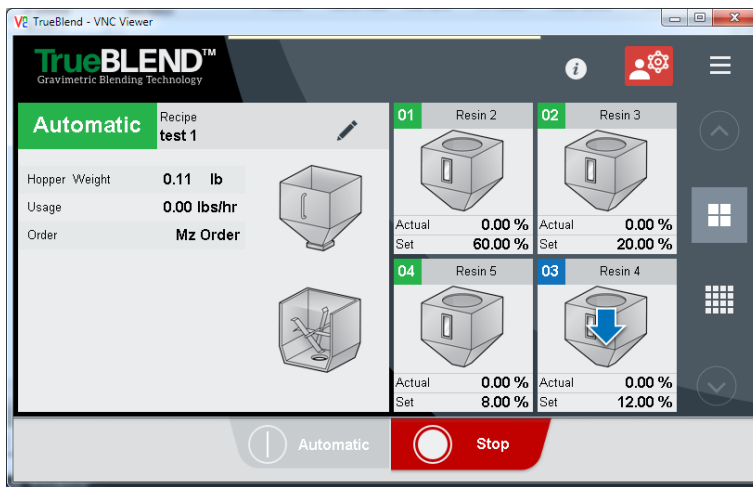 TrueBlend - VNC Viewer
TrueBLEND™
Gravimetric Blending Technology
i
Automatic
Recipe
test 1
Hopper Weight 0.11 lb
Usage 0.00 lbs/hr
Order Mz Order
01 Resin 2
Actual 0.00 %
Set 60.00 %
02 Resin 3
Actual 0.00 %
Set 20.00 %
04 Resin 5
Actual 0.00 %
Set 8.00 %
03 Resin 4
Actual 0.00 %
Set 12.00 %
Automatic
Stop